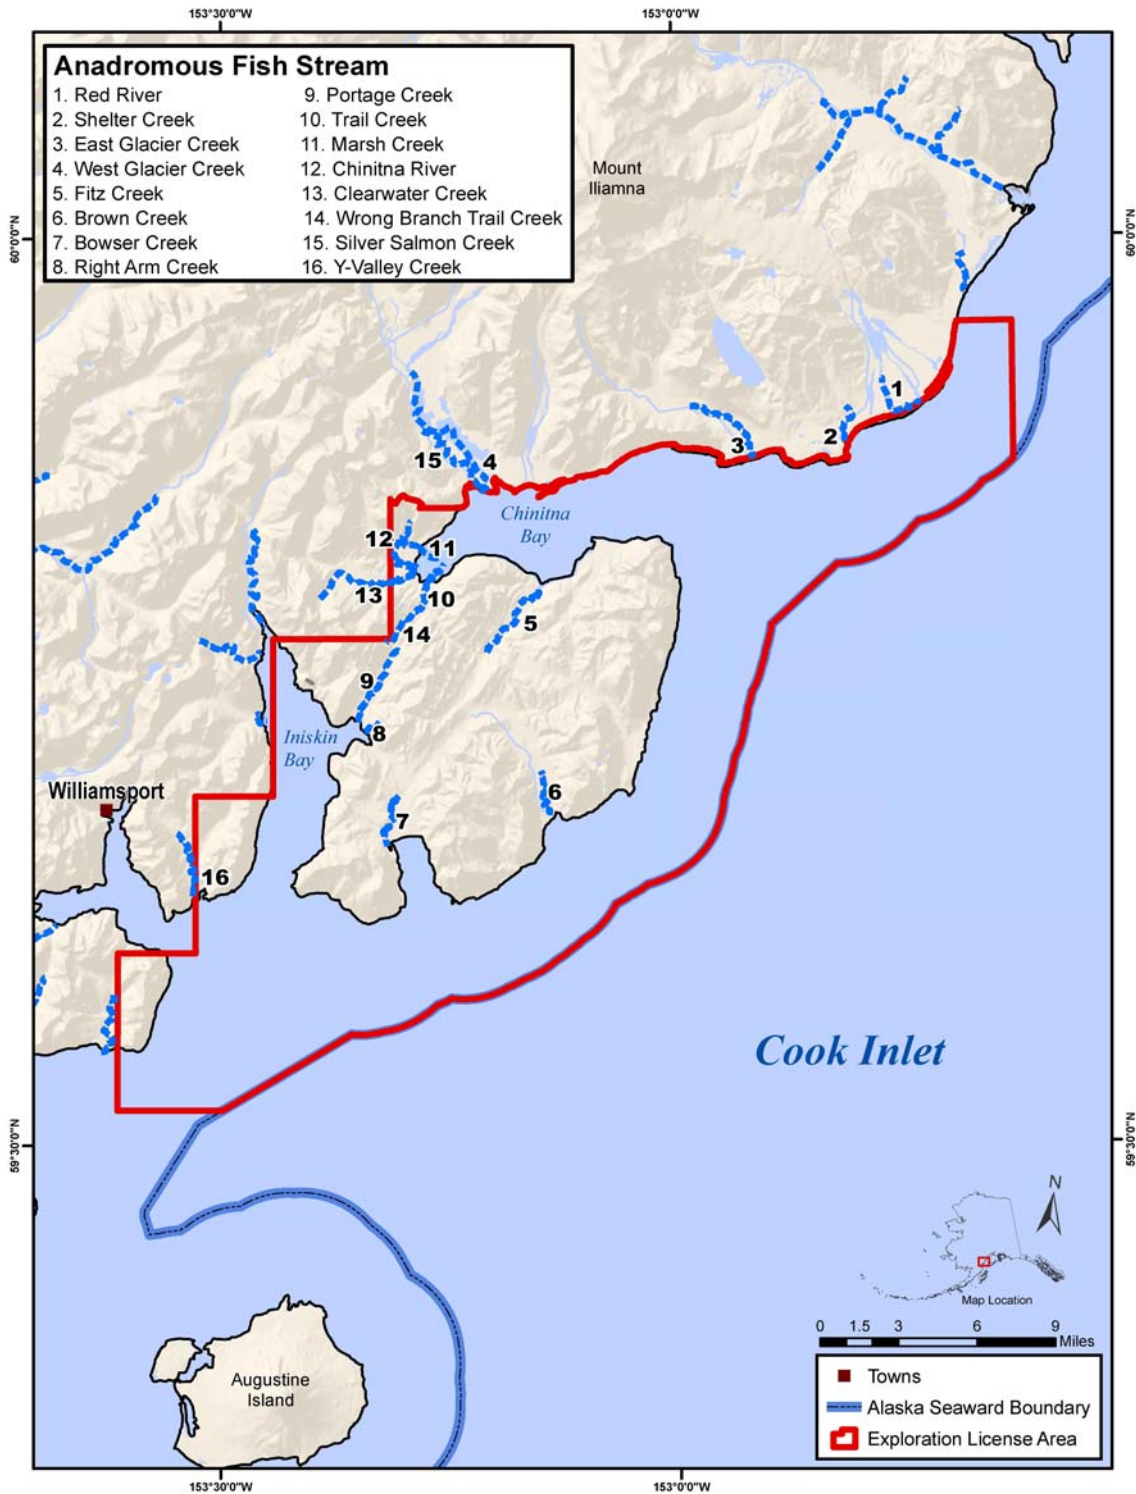 153°30'0"W
153°0'0"W
Anadromous Fish Stream
1. Red River
2. Shelter Creek
3. East Glacier Creek
4. West Glacier Creek
5. Fitz Creek
6. Brown Creek
7. Bowser Creek
8. Right Arm Creek
9. Portage Creek
10. Trail Creek
11. Marsh Creek
12. Chinitna River
13. Clearwater Creek
14. Wrong Branch Trail Creek
15. Silver Salmon Creek
16. Y-Valley Creek
Mount
Iliamna
60°0'0"N
60°0'0"N
1
2
3
15
4
Chinitna
Bay
12
11
13
10
5
14
9
8
Iniskin
Bay
Williamsport
6
7
16
Cook Inlet
59°30'0"N
59°30'0"N
N
Map Location
0 1.5 3 6 9
Miles
Augustine
Island
Towns
Alaska Seaward Boundary
Exploration License Area
153°30'0"W
153°0'0"W